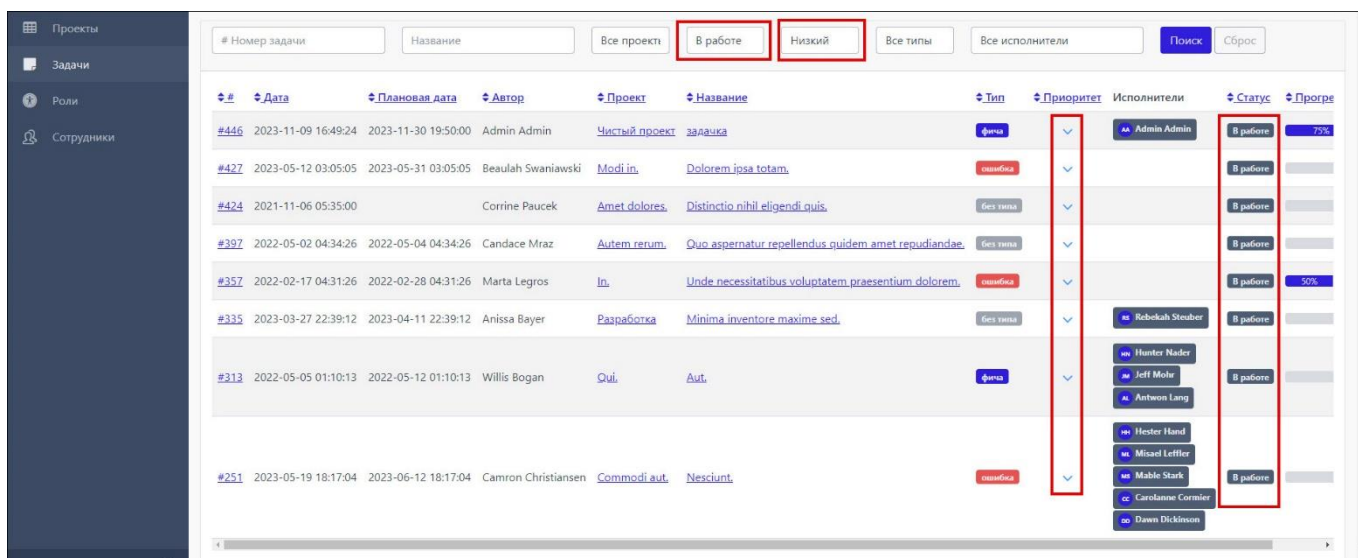 Проекты
Задачи
Роли
Сотрудники
# Номер задачи Название Все проекты В работе Низкий Все типы Все исполнители Поиск Сброс
# Дата Плановая дата Автор Проект Название Тип Приоритет Исполнители Статус Прогре
#446 2023-11-09 16:49:24 2023-11-30 19:50:00 Admin Admin Чистый проект задачка фича AA Admin Admin В работе 75%
#427 2023-05-12 03:05:05 2023-05-31 03:05:05 Beaulah Swaniawski Modi in. Dolorem ipsa totam. ошибка В работе
#424 2021-11-06 05:35:00 Corrine Paucek Amet dolores. Distinctio nihil eligendi quis. без типа В работе
#397 2022-05-02 04:34:26 2022-05-04 04:34:26 Candace Mraz Autem rerum. Quo aspernatur repellendus quidem amet repudiandae. без типа В работе
#357 2022-02-17 04:31:26 2022-02-28 04:31:26 Marta Legros In. Unde necessitatibus voluptatem praesentium dolorem. ошибка В работе 50%
#335 2023-03-27 22:39:12 2023-04-11 22:39:12 Anissa Bayer Разработка Minima inventore maxime sed. без типа RS Rebekah Steuber В работе
HN Hunter Nader
#313 2022-05-05 01:10:13 2022-05-12 01:10:13 Willis Bogan Qui. Aut. фича JM Jeff Mohr В работе
AL Antwon Lang
HH Hester Hand
ML Misael Leffler
#251 2023-05-19 18:17:04 2023-06-12 18:17:04 Camron Christiansen Commodi aut. Nesciunt. ошибка MS Mable Stark В работе
CC Carolanne Cormier
DD Dawn Dickinson